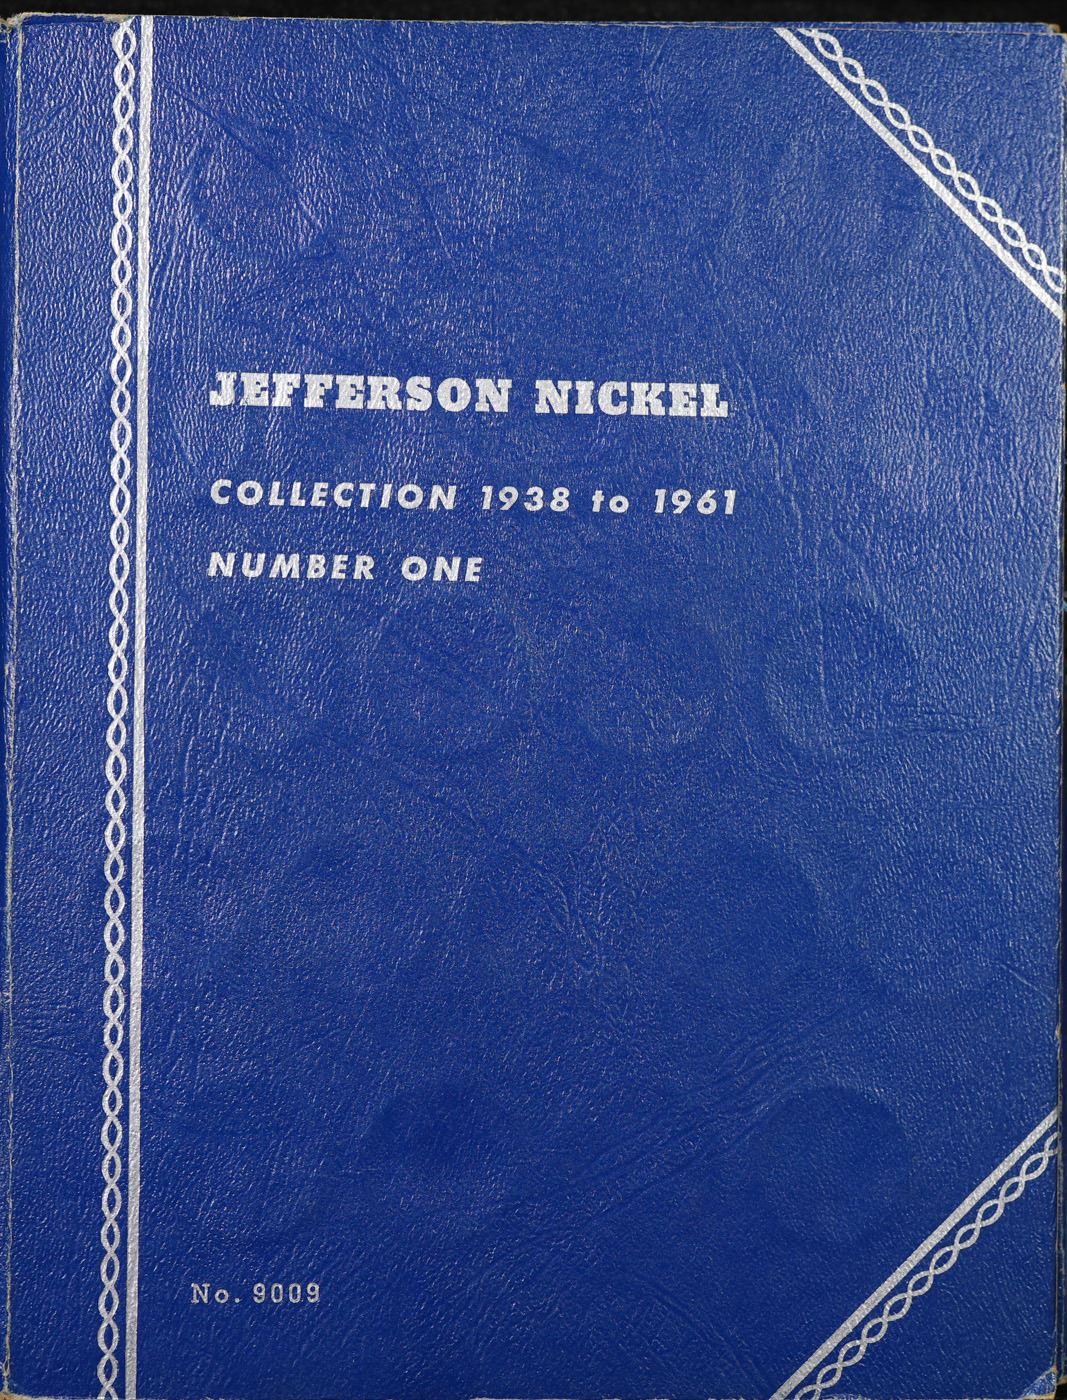 JEFFERSON NICKEL
COLLECTION 1938 to 1961
NUMBER ONE
No. 9009